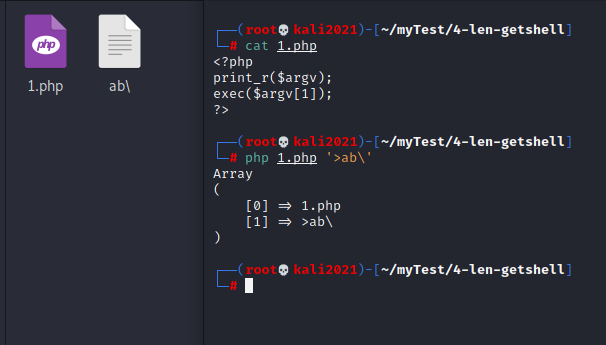 php
1.php
ab\
┌──(root💀kali2021)-[~/myTest/4-len-getshell]
└─# cat 1.php
<?php
print_r($argv);
exec($argv[1]);
?>
┌──(root💀kali2021)-[~/myTest/4-len-getshell]
└─# php 1.php '>ab\'
Array
(
    [0] => 1.php
    [1] => >ab\
)
┌──(root💀kali2021)-[~/myTest/4-len-getshell]
└─#